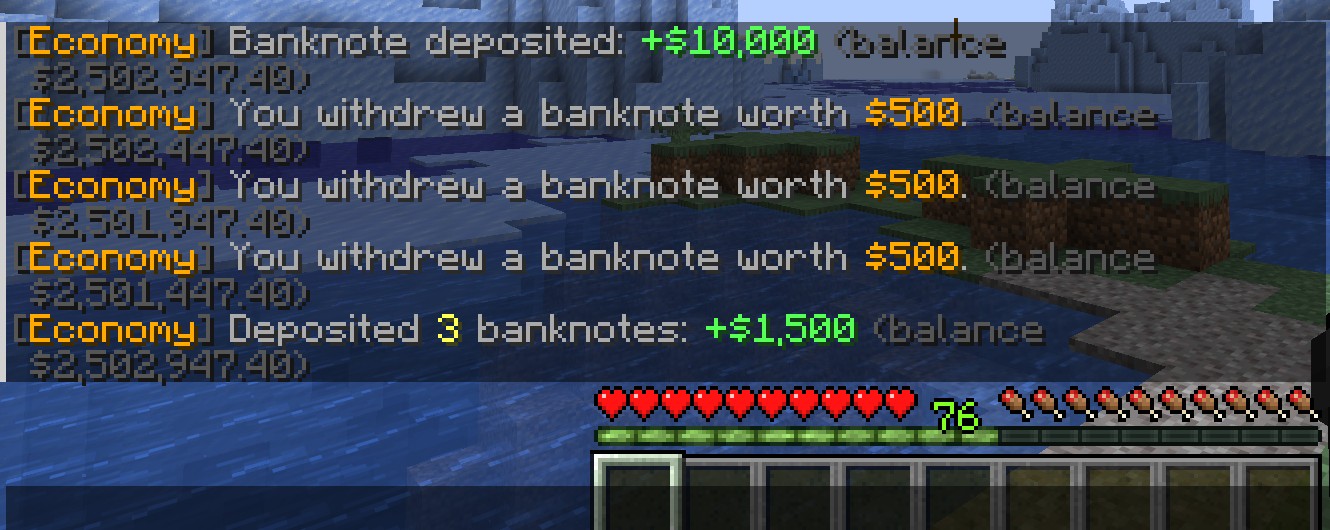 [Economy] Banknote deposited: +$10,000 (balance
$2,502,947.40)
[Economy] You withdrew a banknote worth $500. (balance
$2,502,447.40)
[Economy] You withdrew a banknote worth $500. (balance
$2,501,947.40)
[Economy] You withdrew a banknote worth $500. (balance
$2,501,447.40)
[Economy] Deposited 3 banknotes: +$1,500 (balance
$2,502,947.40)
76